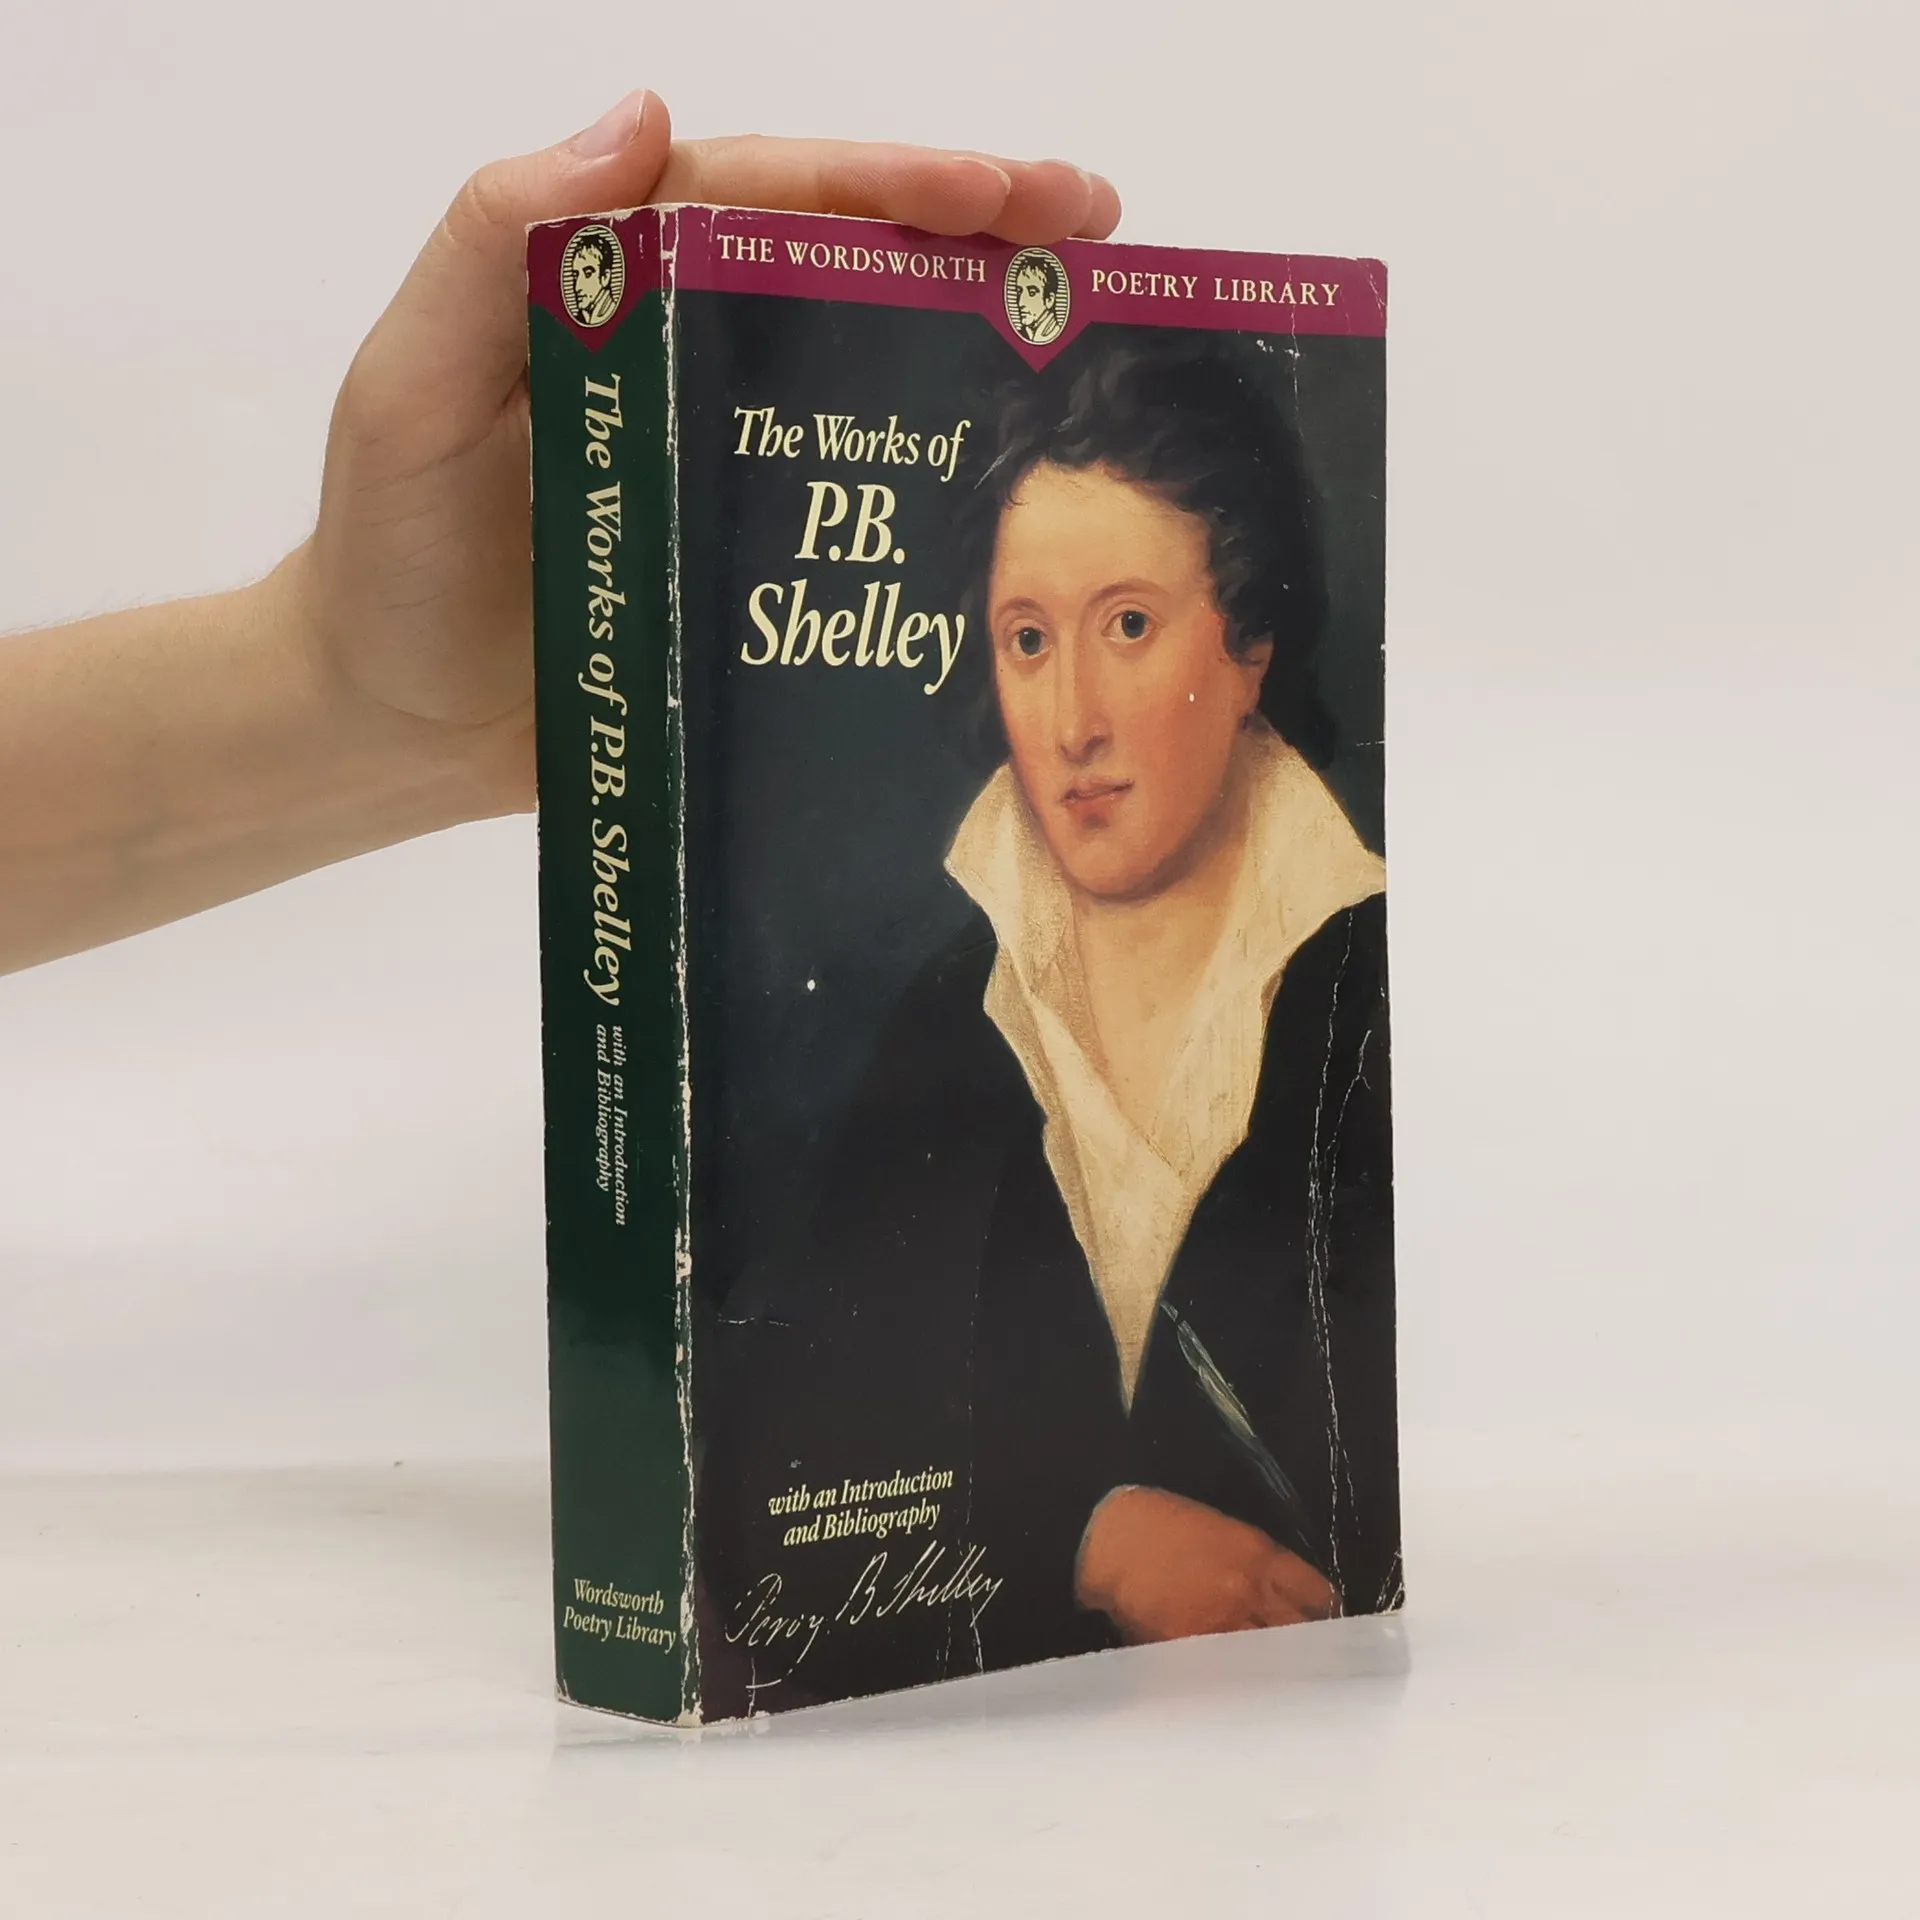 THE WORDSWORTH POETRY LIBRARY
The Works of
P.B.
Shelley
with an Introduction
and Bibliography
Percy B Shelley
The Works of P.B. Shelley
with an Introduction
and Bibliography
Wordsworth
Poetry Library